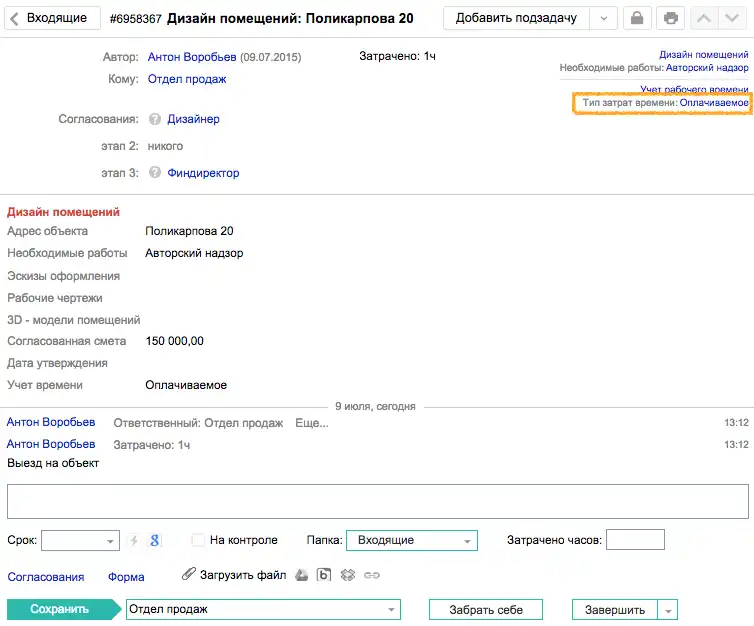 Входящие #6958367 Дизайн помещений: Поликарпова 20 Добавить подзадачу
Автор: Антон Воробьев (09.07.2015) Затрачено: 1ч Дизайн помещений
Необходимые работы: Авторский надзор
Кому: Отдел продаж
Учет рабочего времени
Тип затрат времени: Оплачиваемое
Согласования: ? Дизайнер
этап 2: никого
этап 3: ? Финдиректор
Дизайн помещений
Адрес объекта Поликарпова 20
Необходимые работы Авторский надзор
Эскизы оформления
Рабочие чертежи
3D - модели помещений
Согласованная смета 150 000,00
Дата утверждения
Учет времени Оплачиваемое
9 июля, сегодня
Антон Воробьев Ответственный: Отдел продаж Еще... 13:12
Антон Воробьев Затрачено: 1ч 13:12
Выезд на объект
Срок: 8 На контроле Папка: Входящие Затрачено часов:
Согласования Форма Загрузить файл b
Сохранить Отдел продаж Забрать себе Завершить